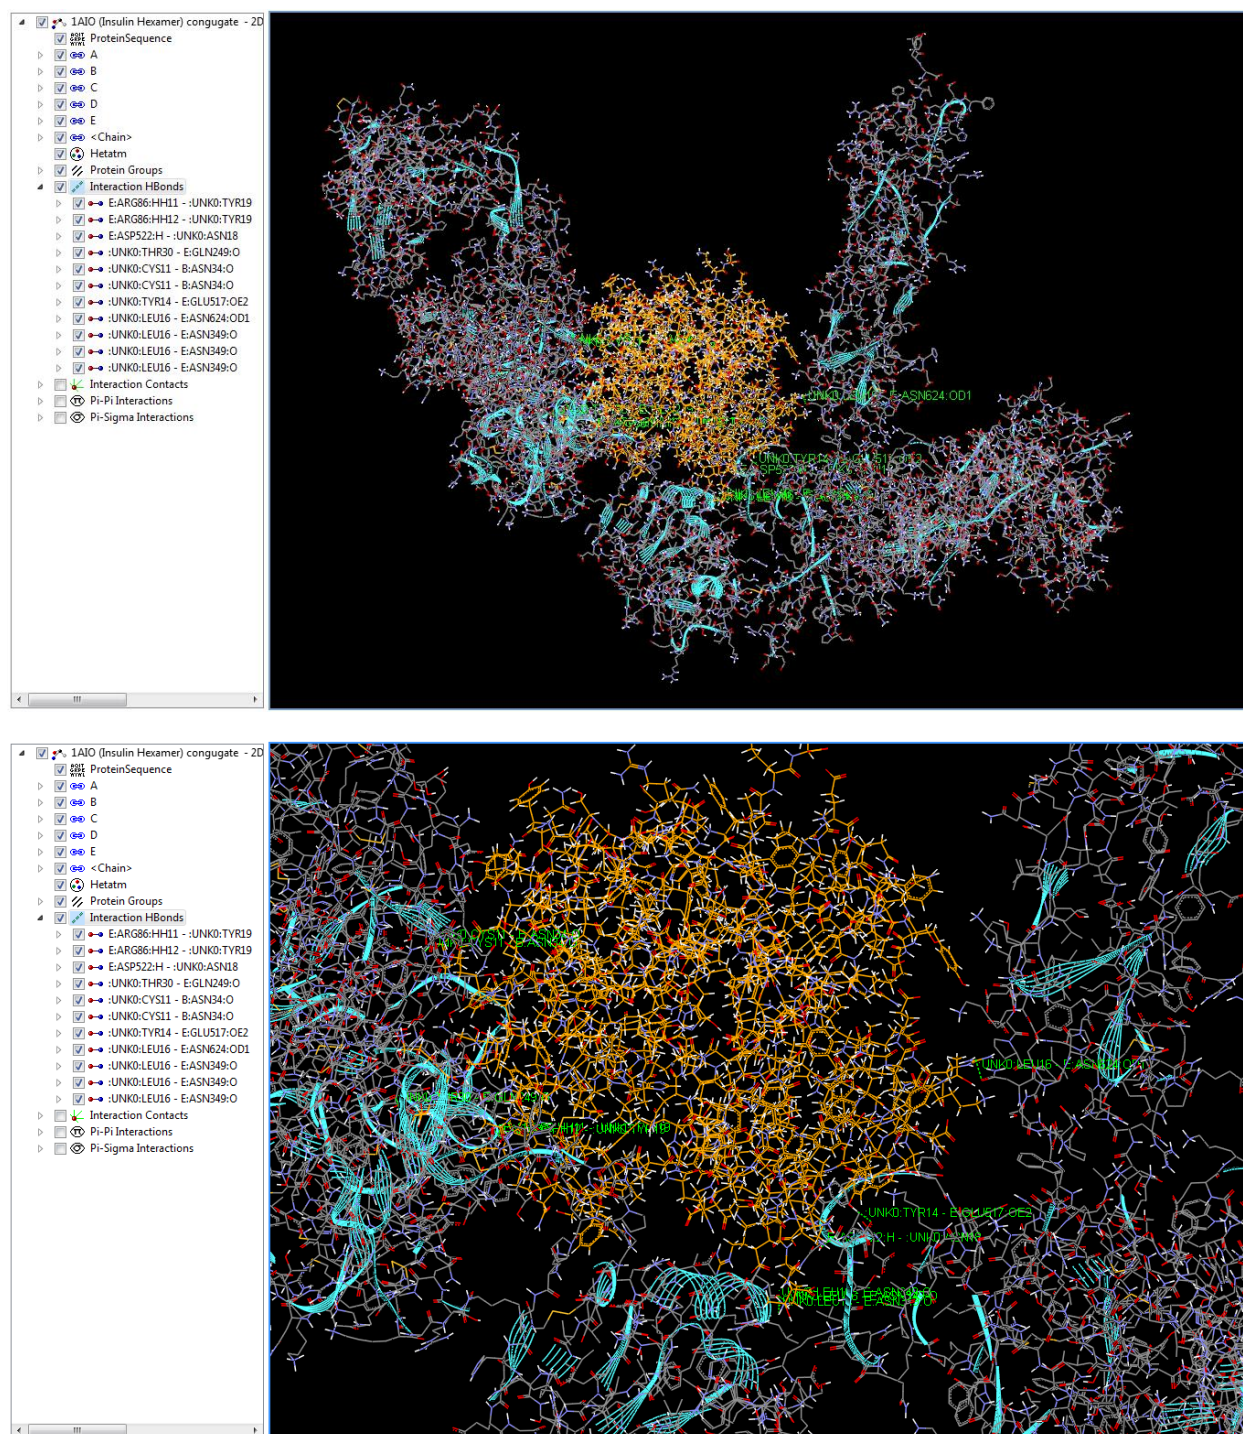 1AIO (Insulin Hexamer) congugate - 2D
ProteinSequence
A
B
C
D
E
<Chain>
Hetatm
Protein Groups
Interaction HBonds
E:ARG86:HH11 - :UNK0:TYR19
E:ARG86:HH12 - :UNK0:TYR19
E:ASP522:H - :UNK0:ASN18
:UNK0:THR30 - E:GLN249:O
:UNK0:CYS11 - B:ASN34:O
:UNK0:CYS11 - B:ASN34:O
:UNK0:TYR14 - E:GLU517:OE2
:UNK0:LEU16 - E:ASN624:OD1
:UNK0:LEU16 - E:ASN349:O
:UNK0:LEU16 - E:ASN349:O
:UNK0:LEU16 - E:ASN349:O
Interaction Contacts
Pi-Pi Interactions
Pi-Sigma Interactions
E:ASN624:OD1
1AIO (Insulin Hexamer) congugate - 2D
ProteinSequence
A
B
C
D
E
<Chain>
Hetatm
Protein Groups
Interaction HBonds
E:ARG86:HH11 - :UNK0:TYR19
E:ARG86:HH12 - :UNK0:TYR19
E:ASP522:H - :UNK0:ASN18
:UNK0:THR30 - E:GLN249:O
:UNK0:CYS11 - B:ASN34:O
:UNK0:CYS11 - B:ASN34:O
:UNK0:TYR14 - E:GLU517:OE2
:UNK0:LEU16 - E:ASN624:OD1
:UNK0:LEU16 - E:ASN349:O
:UNK0:LEU16 - E:ASN349:O
:UNK0:LEU16 - E:ASN349:O
Interaction Contacts
Pi-Pi Interactions
Pi-Sigma Interactions
:UNK0:LEU16 - E:ASN624:OD1
:UNK0:TYR14 - E:GLU517:OE2